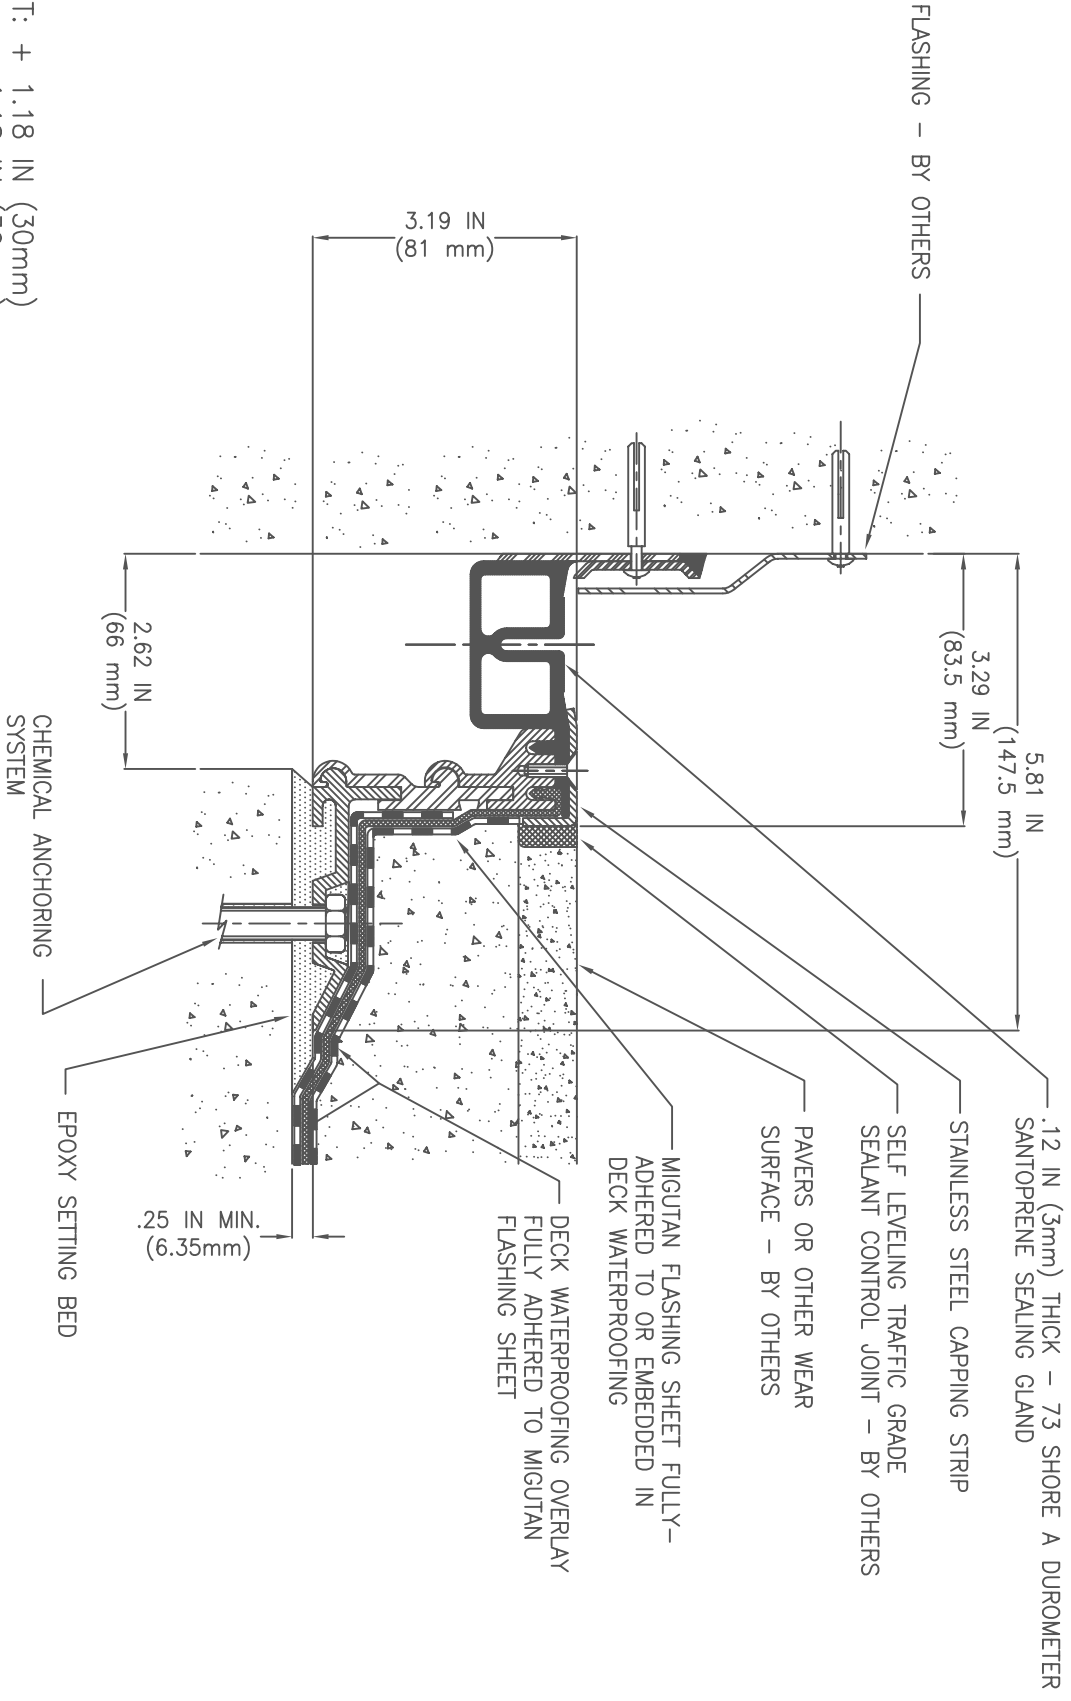 FLASHING - BY OTHERS
T: + 1.18 IN (30mm)
3.19 IN
(81 mm)
5.81 IN
(147.5 mm)
3.29 IN
(83.5 mm)
2.62 IN
(66 mm)
.12 IN (3mm) THICK - 73 SHORE A DUROMETER
SANTOPRENE SEALING GLAND
STAINLESS STEEL CAPPING STRIP
SELF LEVELING TRAFFIC GRADE
SEALANT CONTROL JOINT - BY OTHERS
PAVERS OR OTHER WEAR
SURFACE - BY OTHERS
MIGUTAN FLASHING SHEET FULLY-
ADHERED TO OR EMBEDDED IN
DECK WATERPROOFING
DECK WATERPROOFING OVERLAY
FULLY ADHERED TO MIGUTAN
FLASHING SHEET
.25 IN MIN.
(6.35mm)
EPOXY SETTING BED
CHEMICAL ANCHORING
SYSTEM